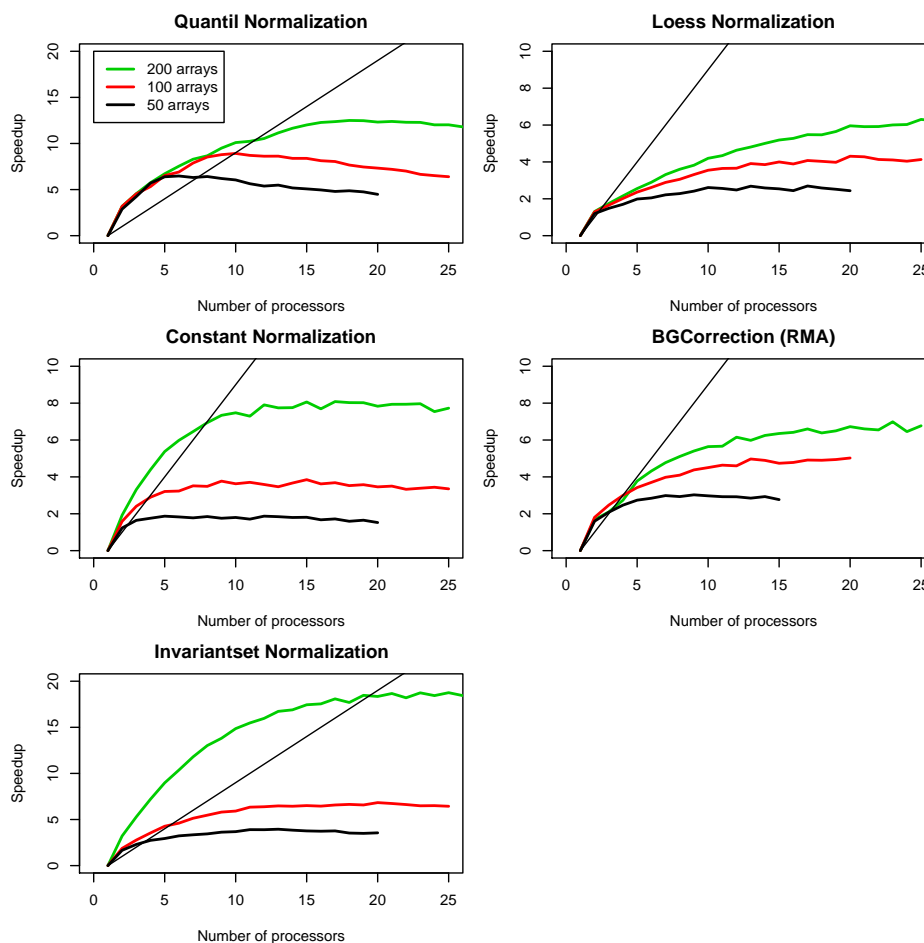 Quantil Normalization
Speedup
0 5 10 15 20
200 arrays
100 arrays
50 arrays
0 5 10 15 20 25
Number of processors
Loess Normalization
Speedup
0 2 4 6 8 10
0 5 10 15 20 25
Number of processors
Constant Normalization
Speedup
0 2 4 6 8 10
0 5 10 15 20 25
Number of processors
BGCorrection (RMA)
Speedup
0 2 4 6 8 10
0 5 10 15 20 25
Number of processors
Invariantset Normalization
Speedup
0 5 10 15 20
0 5 10 15 20 25
Number of processors